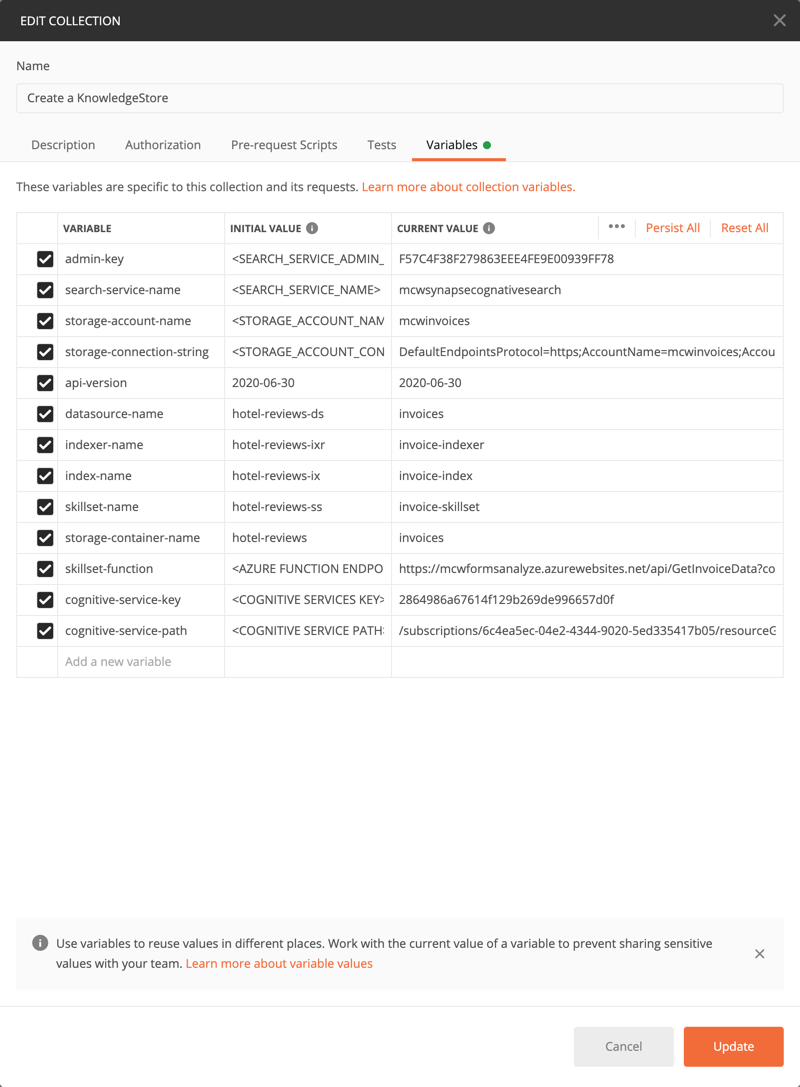 EDIT COLLECTION
Name
Create a KnowledgeStore
Description Authorization Pre-request Scripts Tests Variables
These variables are specific to this collection and its requests. Learn more about collection variables.
VARIABLE INITIAL VALUE CURRENT VALUE ••• Persist All Reset All
admin-key <SEARCH_SERVICE_ADMIN_ F57C4F38F279863EEE4FE9E00939FF78
search-service-name <SEARCH_SERVICE_NAME> mcwsynapsecognativesearch
storage-account-name <STORAGE_ACCOUNT_NAM mcwinvoices
storage-connection-string <STORAGE_ACCOUNT_CON DefaultEndpointsProtocol=https;AccountName=mcwinvoices;Accou
api-version 2020-06-30 2020-06-30
datasource-name hotel-reviews-ds invoices
indexer-name hotel-reviews-ixr invoice-indexer
index-name hotel-reviews-ix invoice-index
skillset-name hotel-reviews-ss invoice-skillset
storage-container-name hotel-reviews invoices
skillset-function <AZURE FUNCTION ENDPO https://mcwformsanalyze.azurewebsites.net/api/GetInvoiceData?co
cognitive-service-key <COGNITIVE SERVICES KEY> 2864986a67614f129b269de996657d0f
cognitive-service-path <COGNITIVE SERVICE PATH> /subscriptions/6c4ea5ec-04e2-4344-9020-5ed335417b05/resourceG
Add a new variable
Use variables to reuse values in different places. Work with the current value of a variable to prevent sharing sensitive
values with your team. Learn more about variable values
Cancel Update